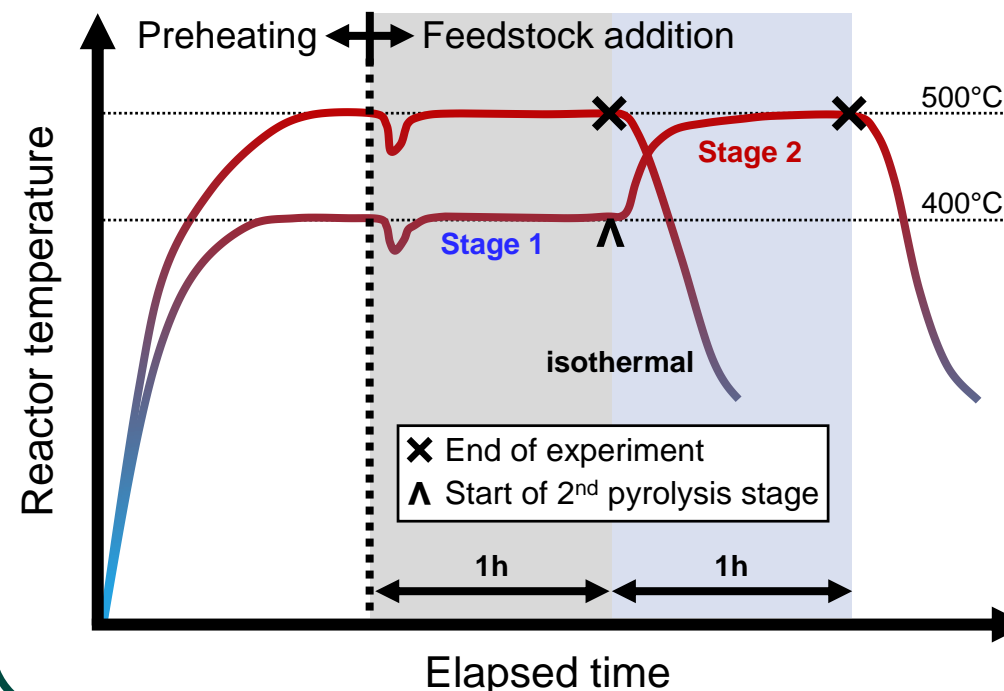 Preheating
Feedstock addition
500°C
Stage 2
400°C
Stage 1
isothermal
End of experiment
Start of 2nd pyrolysis stage
1h
1h
Reactor temperature
Elapsed time